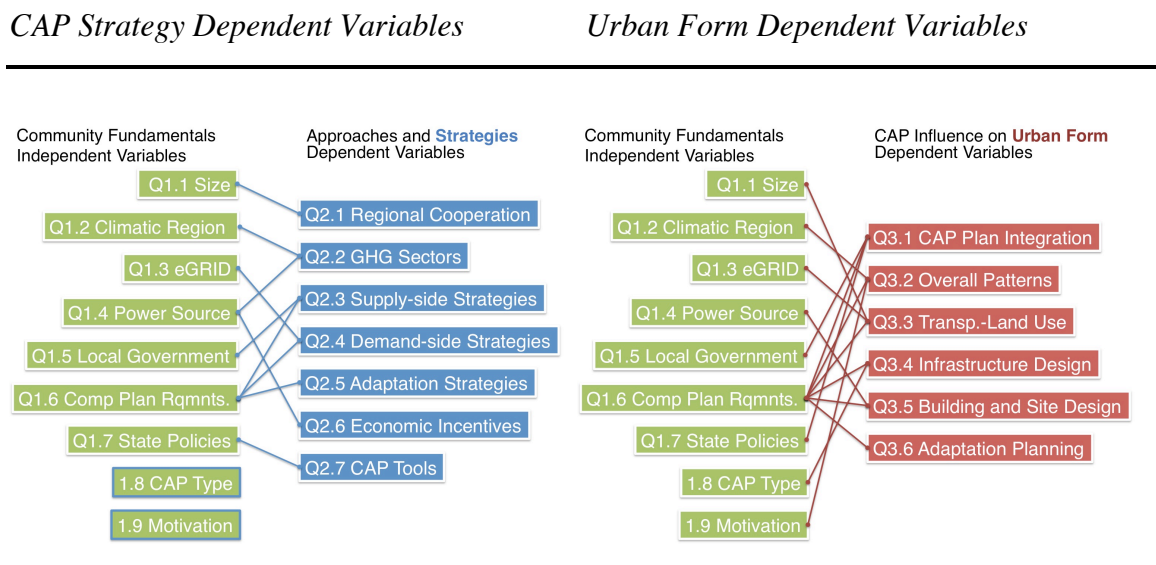 CAP Strategy Dependent Variables
Urban Form Dependent Variables
Community Fundamentals
Independent Variables
Approaches and Strategies
Dependent Variables
Q1.1 Size
Q1.2 Climatic Region
Q1.3 eGRID
Q1.4 Power Source
Q1.5 Local Government
Q1.6 Comp Plan Rqmnts.
Q1.7 State Policies
1.8 CAP Type
1.9 Motivation
Q2.1 Regional Cooperation
Q2.2 GHG Sectors
Q2.3 Supply-side Strategies
Q2.4 Demand-side Strategies
Q2.5 Adaptation Strategies
Q2.6 Economic Incentives
Q2.7 CAP Tools
Community Fundamentals
Independent Variables
CAP Influence on Urban Form
Dependent Variables
Q1.1 Size
Q1.2 Climatic Region
Q1.3 eGRID
Q1.4 Power Source
Q1.5 Local Government
Q1.6 Comp Plan Rqmnts.
Q1.7 State Policies
1.8 CAP Type
1.9 Motivation
Q3.1 CAP Plan Integration
Q3.2 Overall Patterns
Q3.3 Transp.-Land Use
Q3.4 Infrastructure Design
Q3.5 Building and Site Design
Q3.6 Adaptation Planning